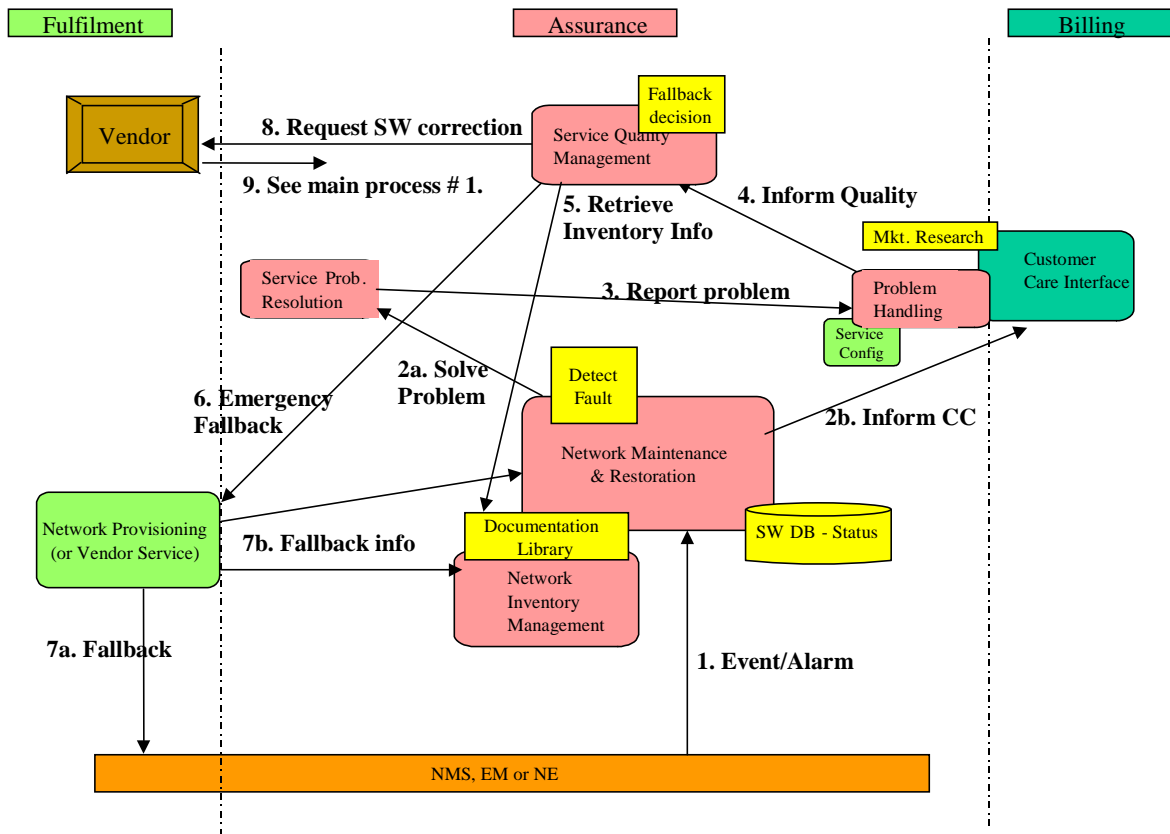 Fulfilment
Assurance
Billing
Vendor
8. Request SW correction
9. See main process # 1.
Fallback
decision
Service Quality
Management
4. Inform Quality
5. Retrieve
Inventory Info
Mkt. Research
Customer
Care Interface
Service Prob.
Resolution
3. Report problem
Problem
Handling
Service
Config
2a. Solve
Problem
Detect
Fault
6. Emergency
Fallback
2b. Inform CC
Network Maintenance
& Restoration
Network Provisioning
(or Vendor Service)
7b. Fallback info
Documentation
Library
SW DB - Status
Network
Inventory
Management
7a. Fallback
1. Event/Alarm
NMS, EM or NE